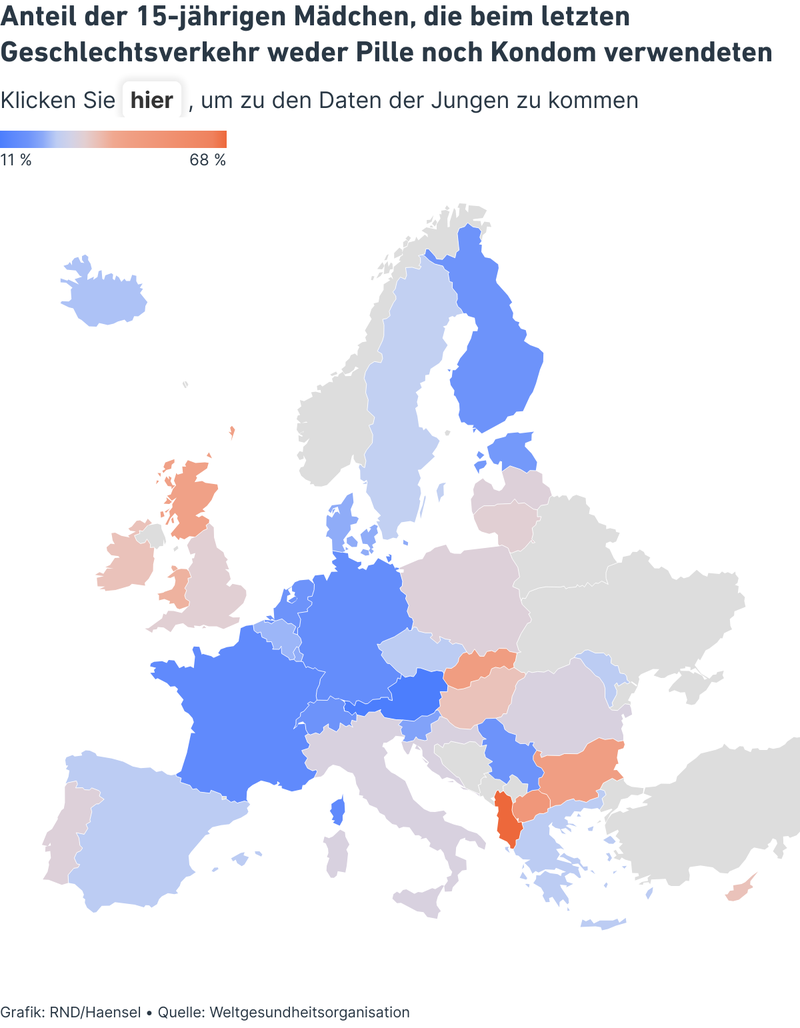 Anteil der 15-jährigen Mädchen, die beim letzten
Geschlechtsverkehr weder Pille noch Kondom verwendeten
Klicken Sie hier , um zu den Daten der Jungen zu kommen
11 % 68 %
Grafik: RND/Haensel • Quelle: Weltgesundheitsorganisation